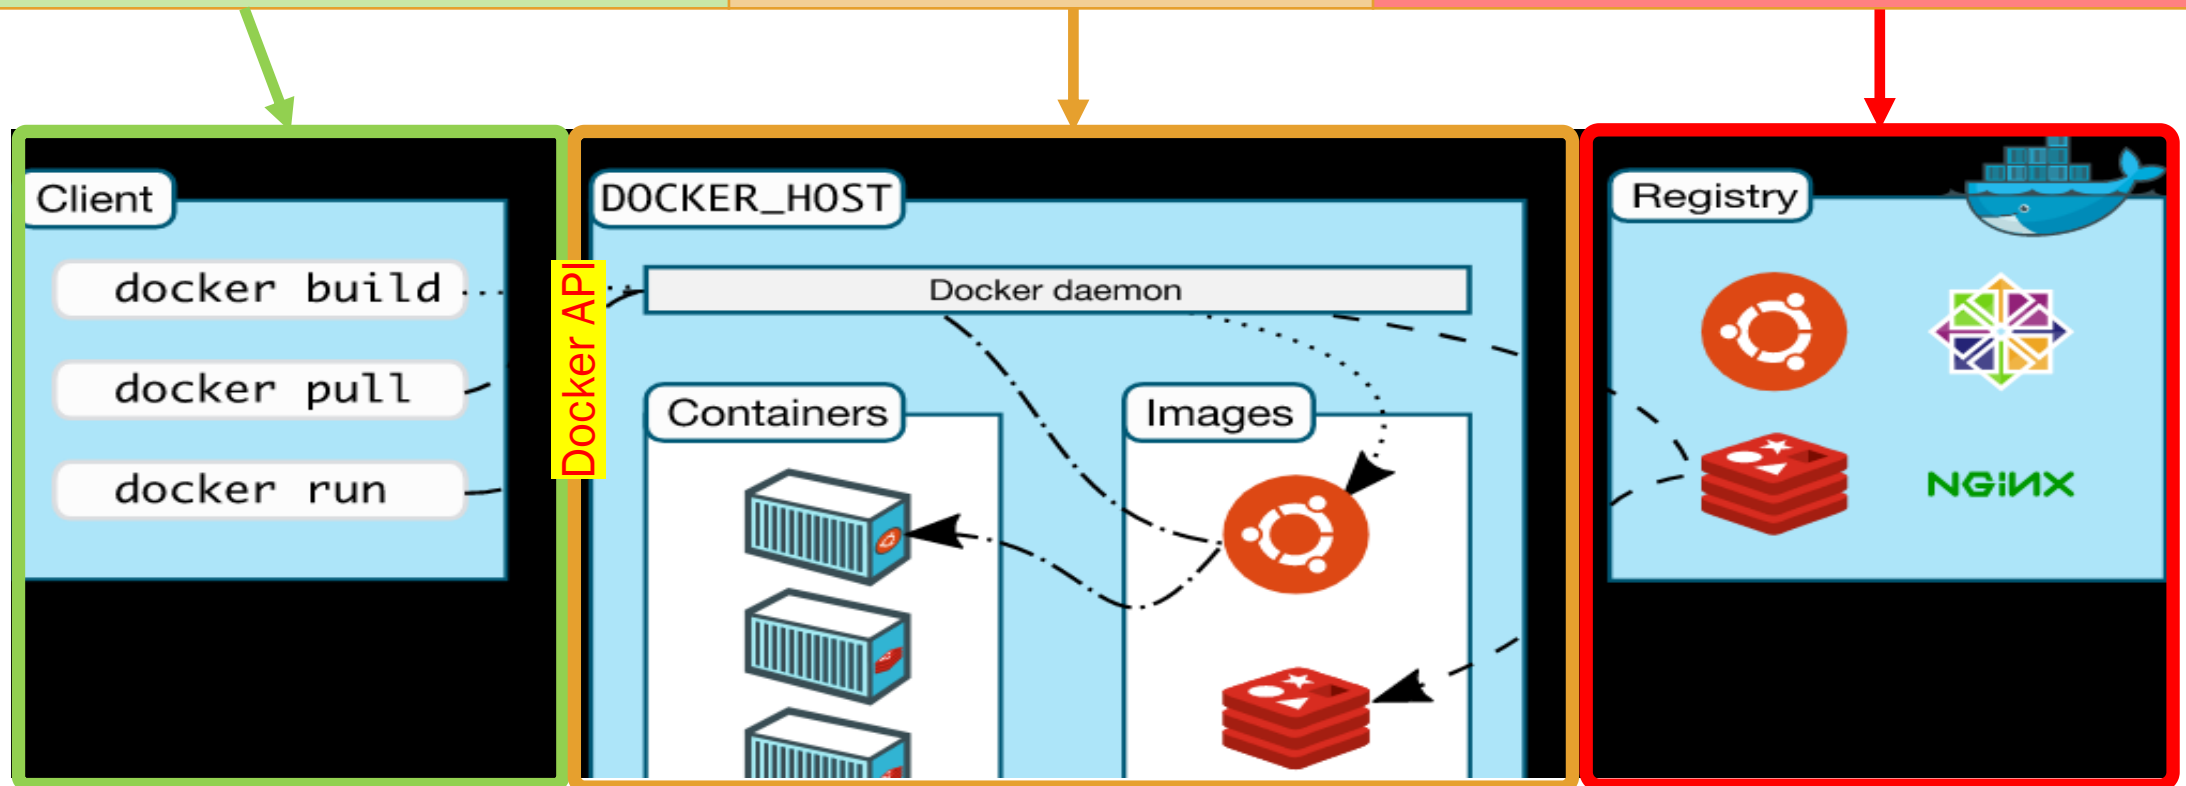 Client
docker build
docker pull
docker run
Docker API
DOCKER_HOST
Docker daemon
Containers
Images
Registry
NGiNX